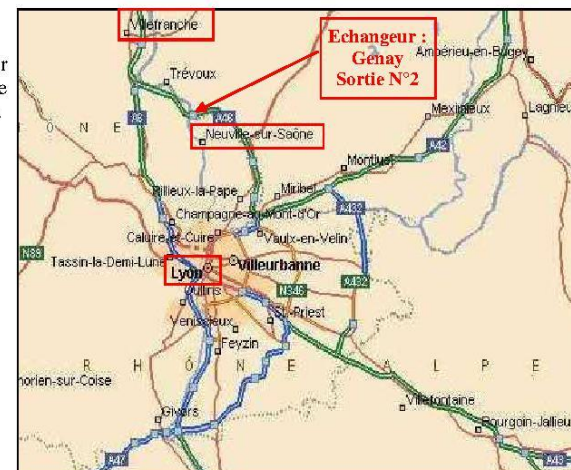 Villefranche
Echangeur :
Genay
Sortie N°2
Ambérieu-en-Bugey
Trévoux
A46
Meximieux
Lagnieu
A6
Ô N E
Neuville-sur-Saône
A42
Montluel
Rillieux-la-Pape
Miribel
A432
Champagne-au-Mont-d'Or
Caluire-et-Cuire
Vaulx-en-Velin
N89
Tassin-la-Demi-Lune
Lyon
Villeurbanne
A432
Oullins
N346
St-Priest
Vénissieux
Feyzin
R H Ô N E
A L P E
Villefontaine
Givors
Bourgoin-Jallieu
A47
A43